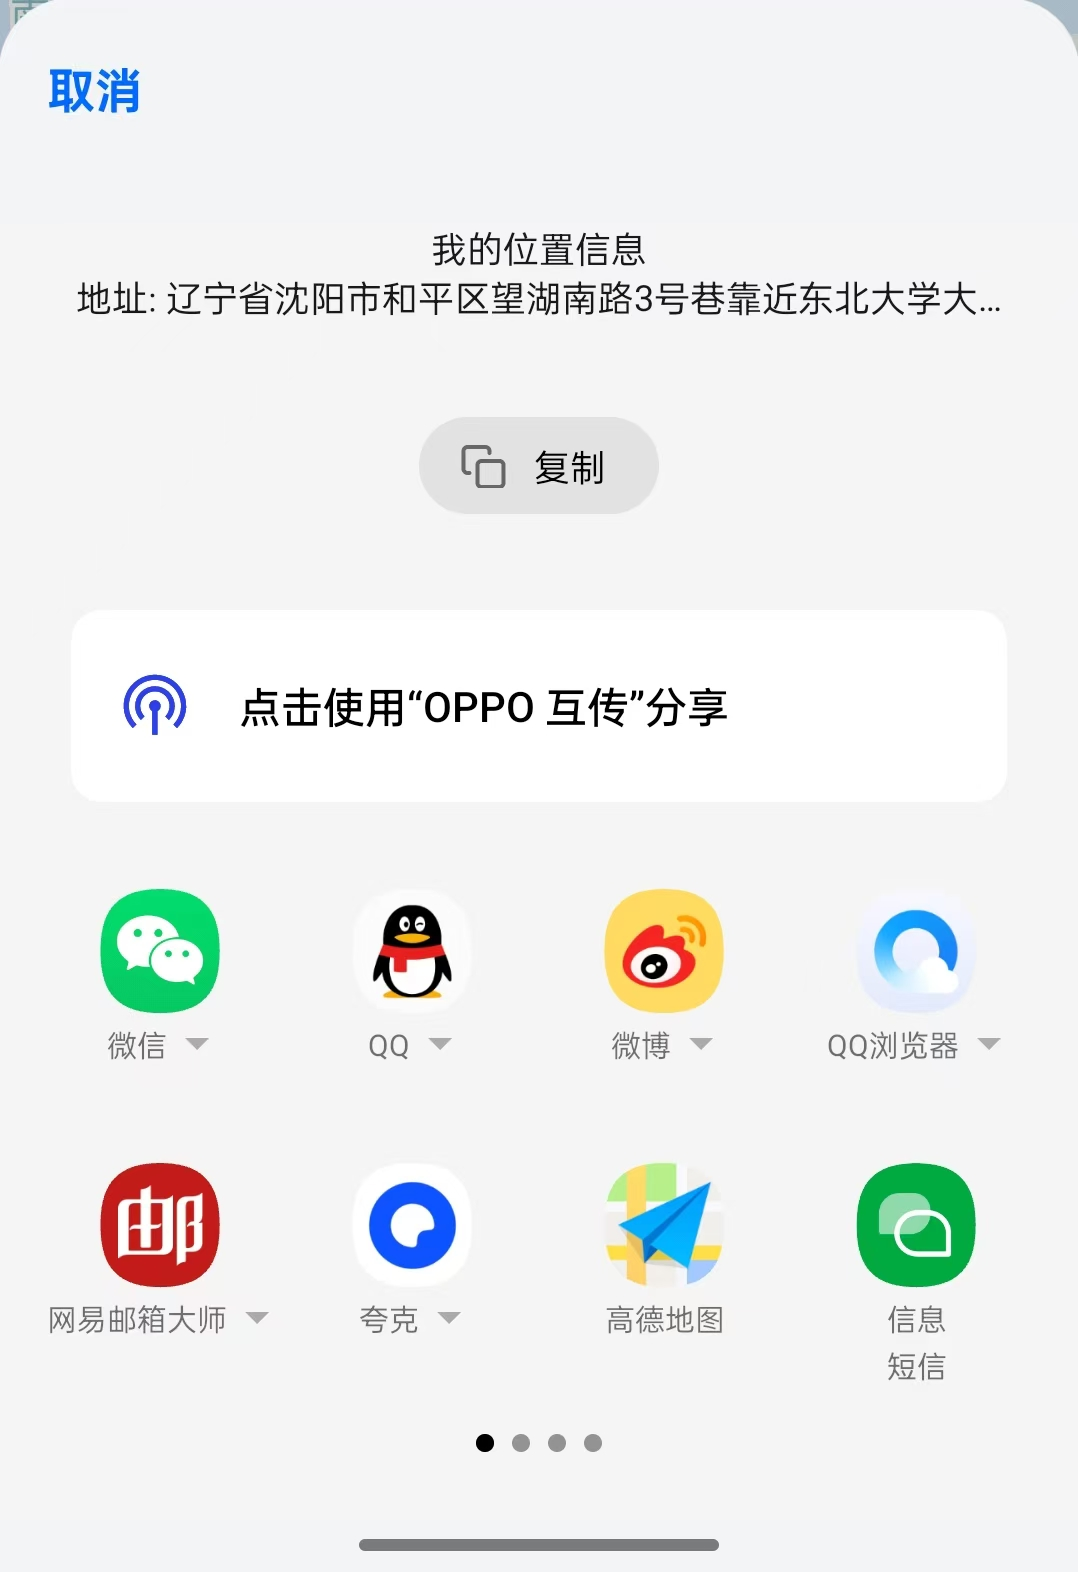 取消
我的位置信息
地址: 辽宁省沈阳市和平区望湖南路3号巷靠近东北大学大...
复制
点击使用“OPPO 互传”分享
微信 QQ 微博 QQ浏览器
邮
网易邮箱大师 夸克 高德地图 信息
短信